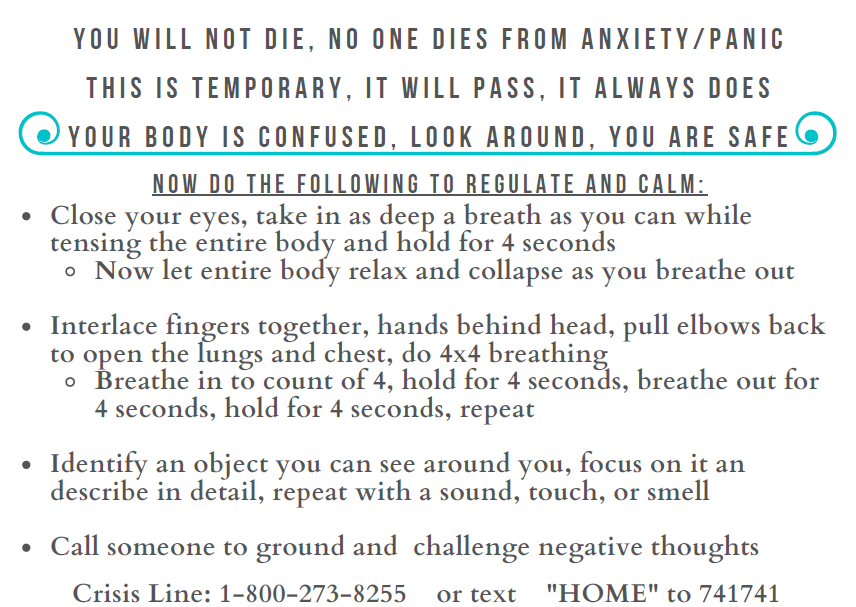 YOU WILL NOT DIE, NO ONE DIES FROM ANXIETY/PANIC
THIS IS TEMPORARY, IT WILL PASS, IT ALWAYS DOES
YOUR BODY IS CONFUSED, LOOK AROUND, YOU ARE SAFE
NOW DO THE FOLLOWING TO REGULATE AND CALM:
• Close your eyes, take in as deep a breath as you can while
tensing the entire body and hold for 4 seconds
◦ Now let entire body relax and collapse as you breathe out
• Interlace fingers together, hands behind head, pull elbows back
to open the lungs and chest, do 4x4 breathing
◦ Breathe in to count of 4, hold for 4 seconds, breathe out for
4 seconds, hold for 4 seconds, repeat
• Identify an object you can see around you, focus on it an
describe in detail, repeat with a sound, touch, or smell
• Call someone to ground and challenge negative thoughts
Crisis Line: 1-800-273-8255 or text "HOME" to 741741